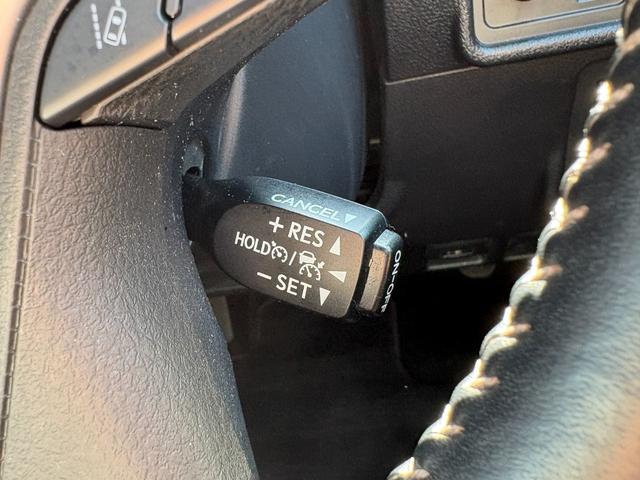 CANCEL▼
+RES▲
HOLD /
−SET▼
ON-OFF